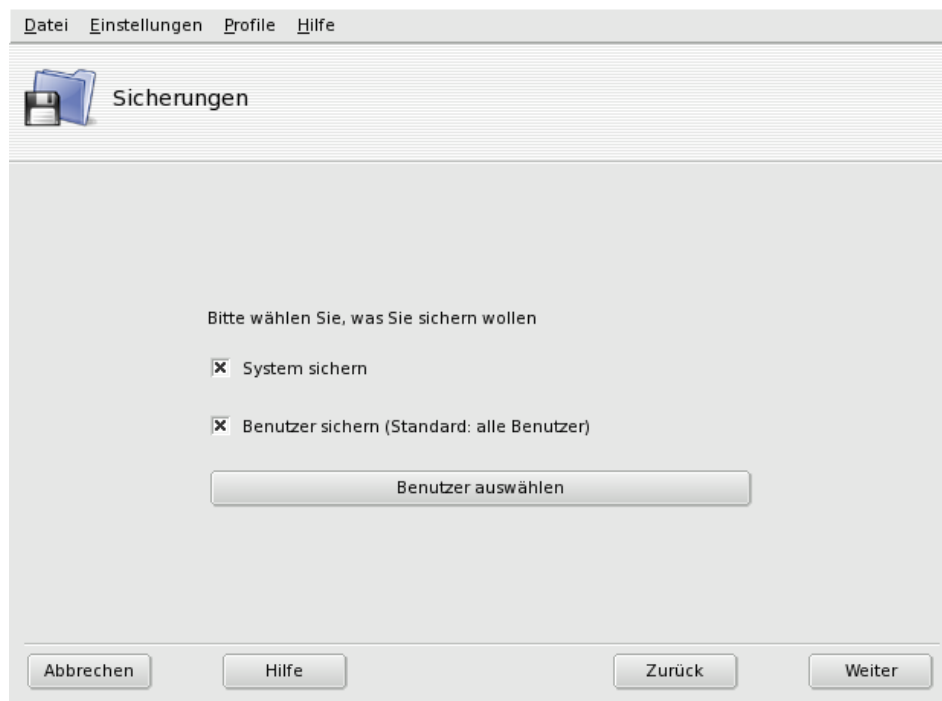 Datei Einstellungen Profile Hilfe
Sicherungen
Bitte wählen Sie, was Sie sichern wollen
System sichern
Benutzer sichern (Standard: alle Benutzer)
Benutzer auswählen
Abbrechen Hilfe Zurück Weiter